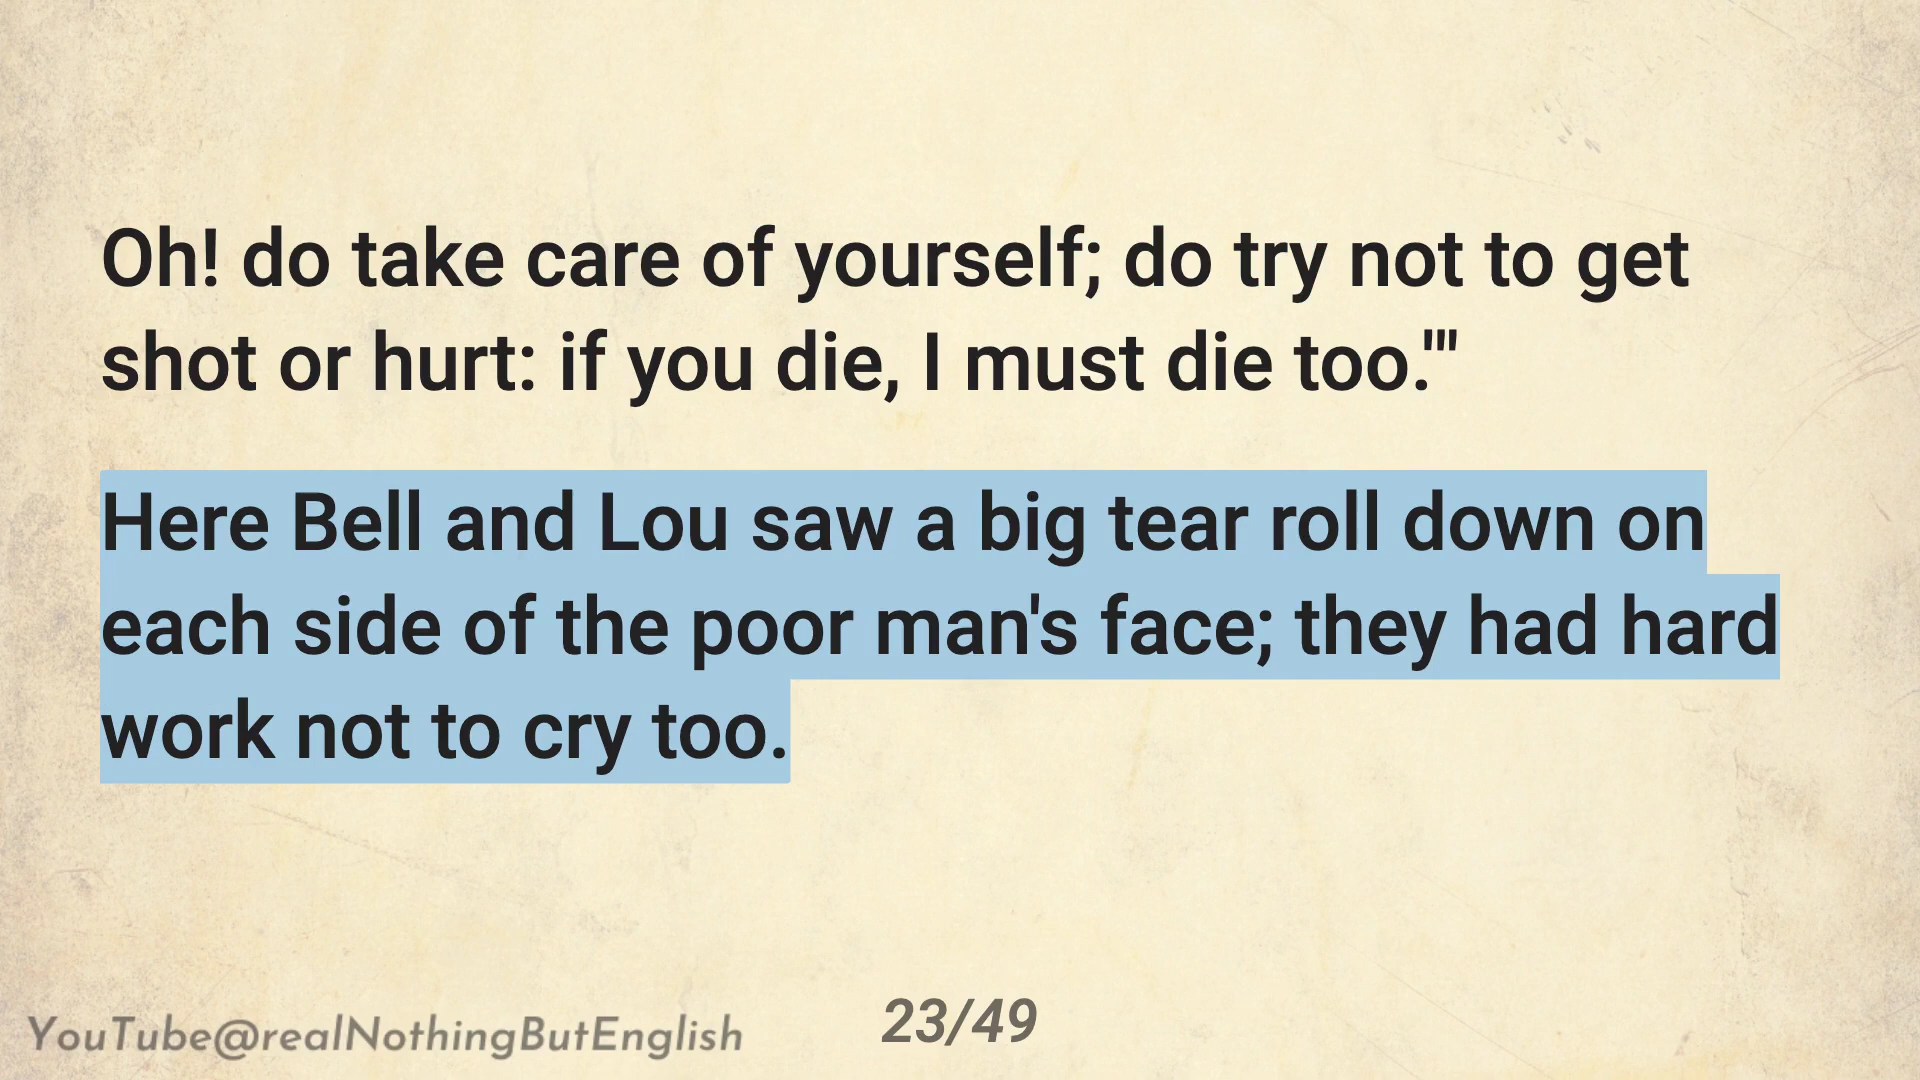 Oh! do take care of yourself; do try not to get
shot or hurt: if you die, I must die too.'"
Here Bell and Lou saw a big tear roll down on
each side of the poor man's face; they had hard
work not to cry too.
YouTube@realNothingButEnglish
23/49